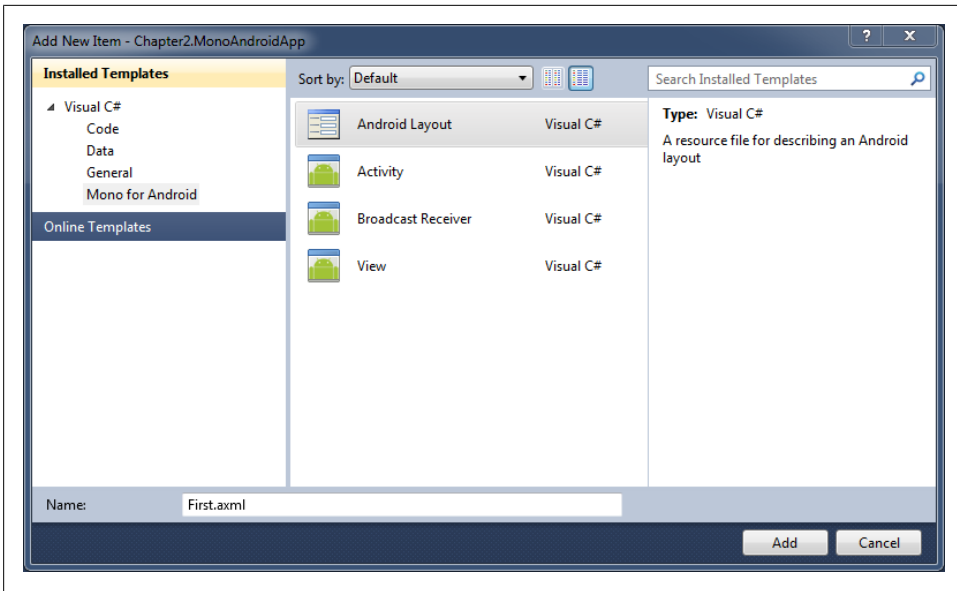 Add New Item - Chapter2.MonoAndroidApp
? X
Installed Templates
Visual C#
Code
Data
General
Mono for Android
Online Templates
Sort by: Default
Android Layout Visual C#
Activity Visual C#
Broadcast Receiver Visual C#
View Visual C#
Search Installed Templates
Type: Visual C#
A resource file for describing an Android
layout
Name: First.axml
Add Cancel